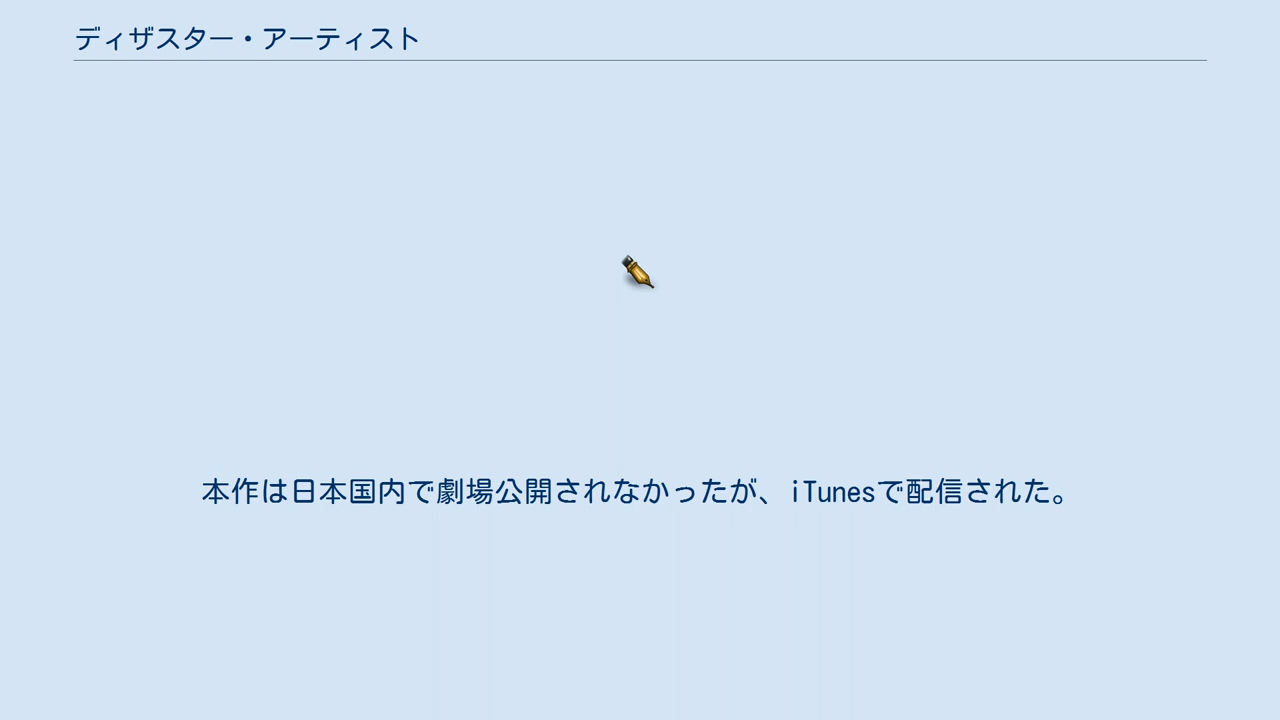 ディザスター・アーティスト
本作は日本国内で劇場公開されなかったが、iTunesで配信された。